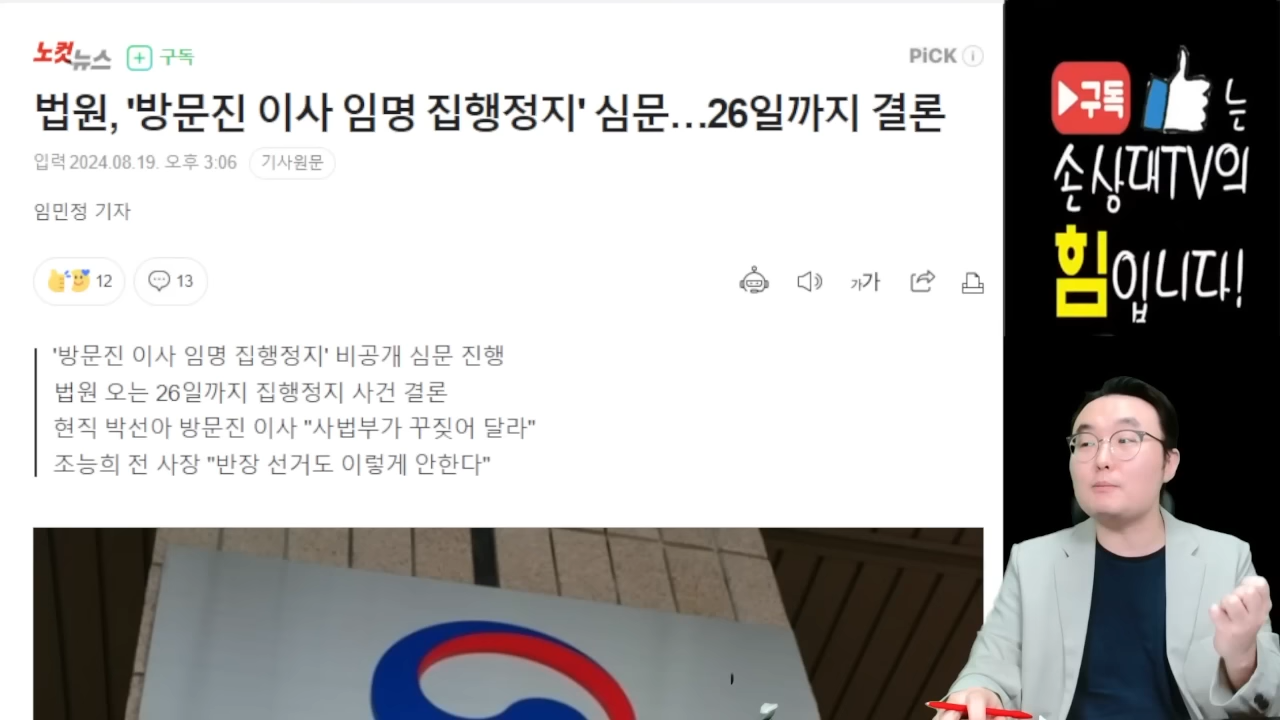 노컷뉴스 구독
PiCK
법원, '방문진 이사 임명 집행정지' 심문…26일까지 결론
입력 2024.08.19. 오후 3:06 기사원문
임민정 기자
12 13
가가
'방문진 이사 임명 집행정지' 비공개 심문 진행
법원 오는 26일까지 집행정지 사건 결론
현직 박선아 방문진 이사 "사법부가 꾸짖어 달라"
조능희 전 사장 "반장 선거도 이렇게 안한다"
구독 는
손상대TV의
힘입니다!